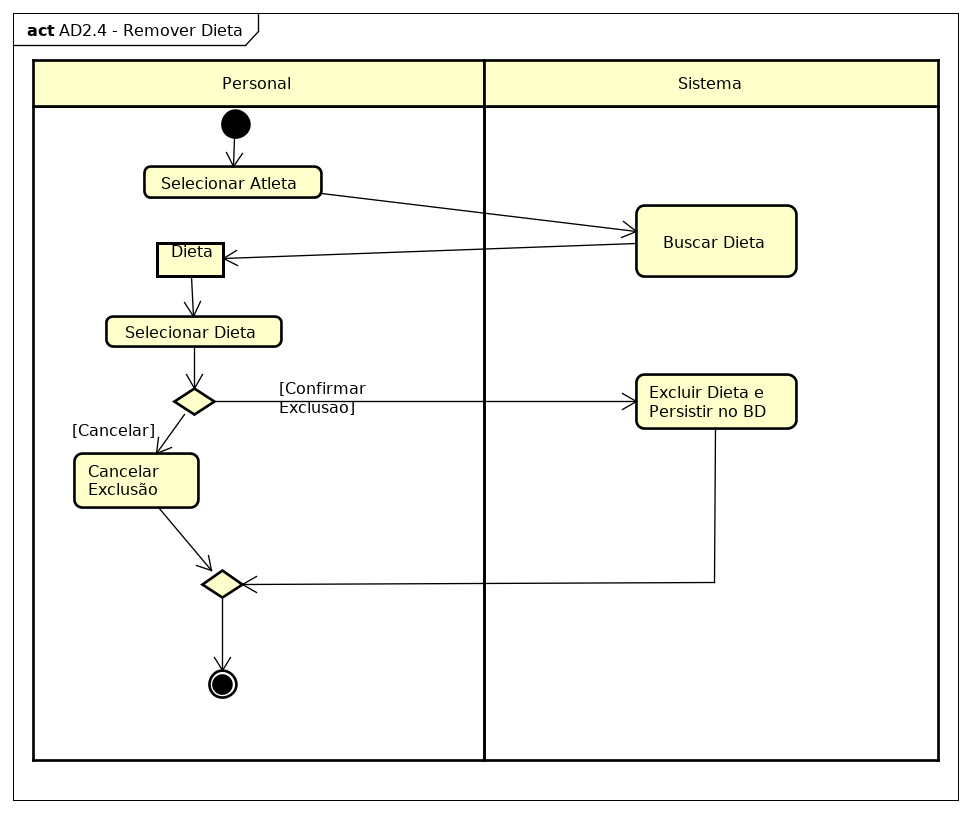 act AD2.4 - Remover Dieta
Personal
Sistema
Selecionar Atleta
Buscar Dieta
Dieta
Selecionar Dieta
[Confirmar
Exclusao]
Excluir Dieta e
Persistir no BD
[Cancelar]
Cancelar
Exclusão